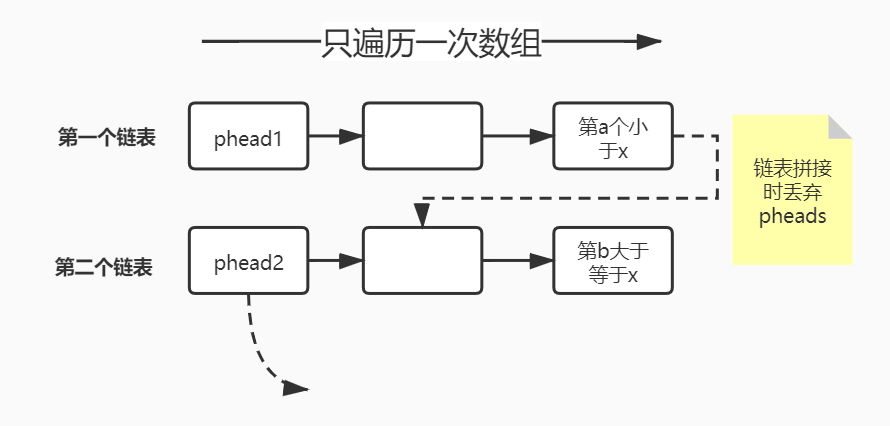 只遍历一次数组
第一个链表
phead1
第a个小
于x
链表拼接
时丢弃
pheads
第二个链表
phead2
第b大于
等于x